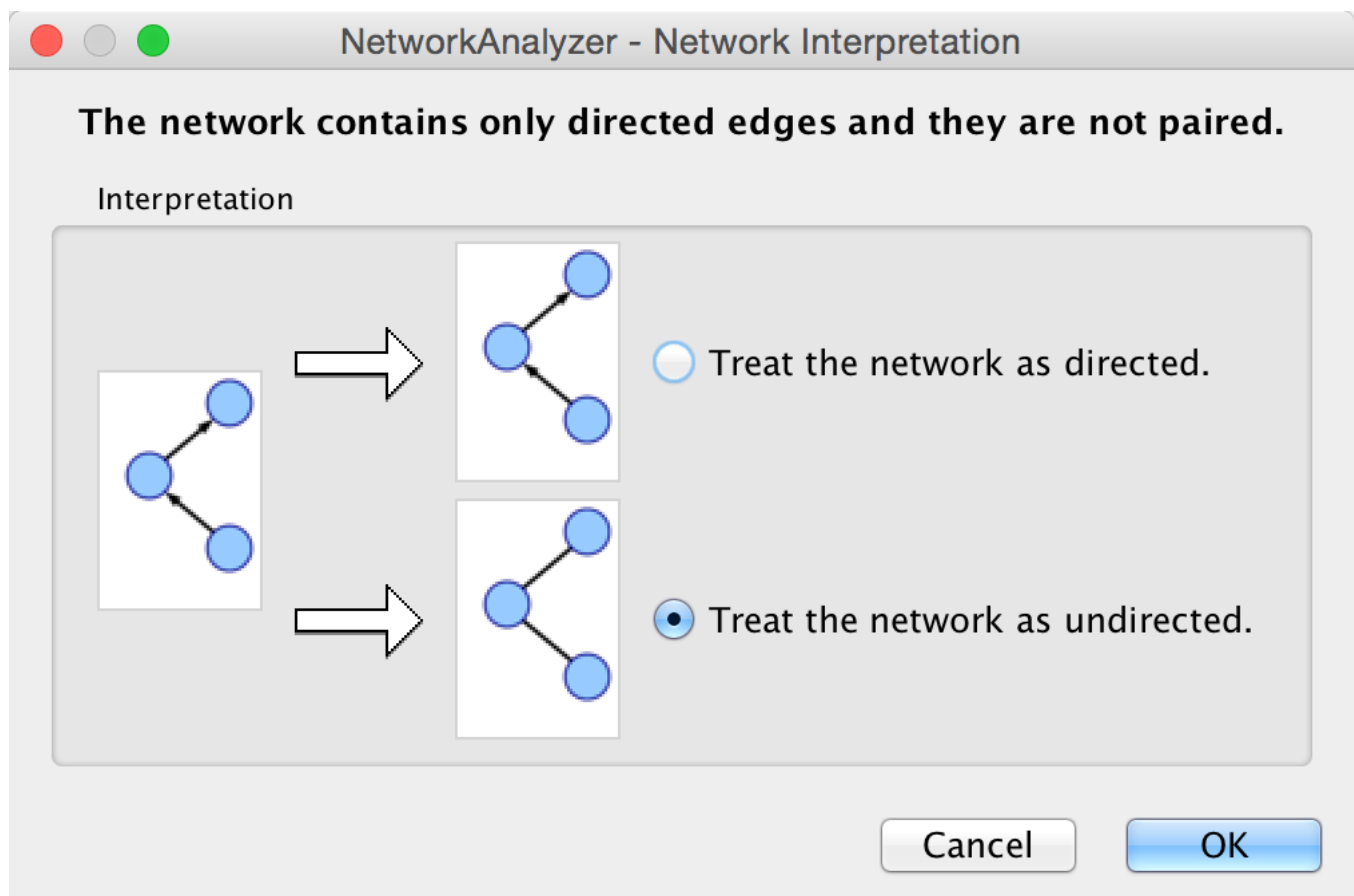 NetworkAnalyzer - Network Interpretation
The network contains only directed edges and they are not paired.
Interpretation
Treat the network as directed.
Treat the network as undirected.
Cancel
OK